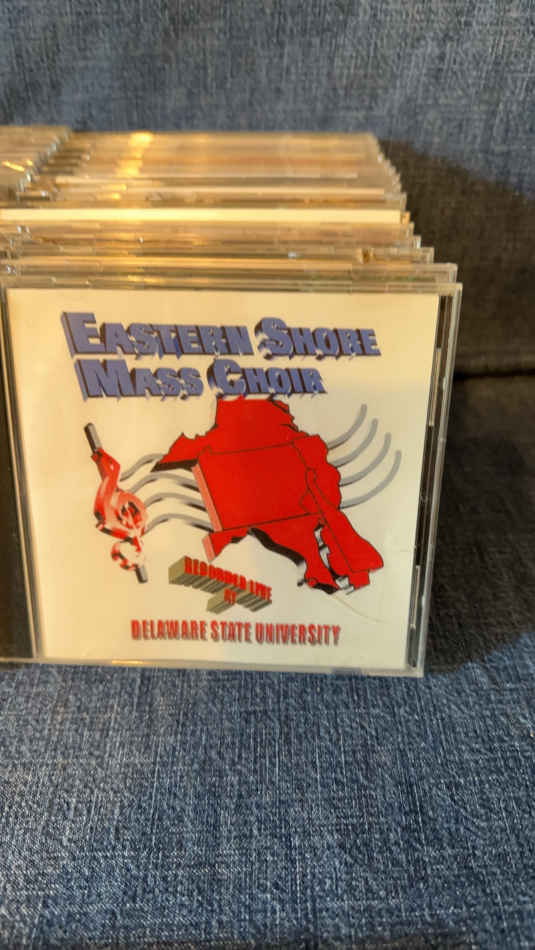 EASTERN SHORE
MASS CHOIR
RECORDED LIVE
AT
DELAWARE STATE UNIVERSITY